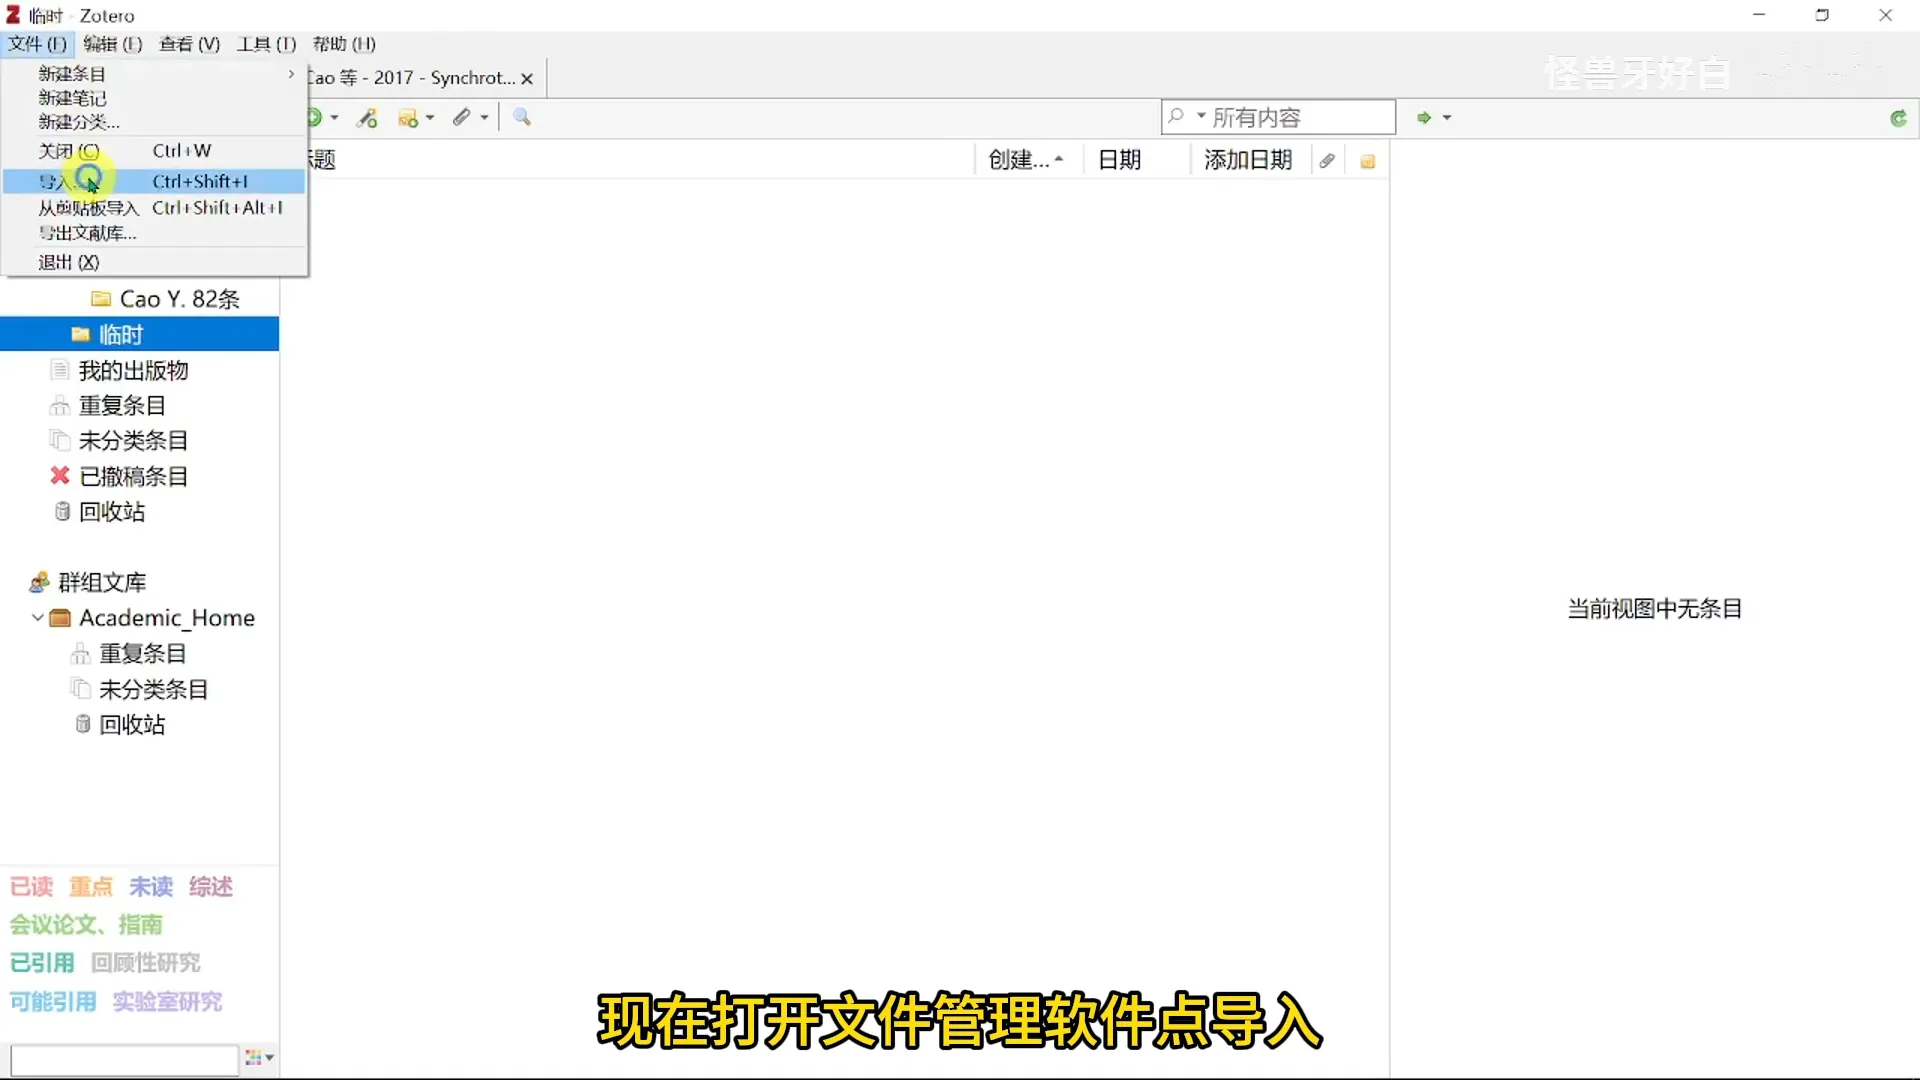 临时 - Zotero
文件 (F) 编辑 (E) 查看 (V) 工具 (T) 帮助 (H)
新建条目
新建笔记
新建分类...
关闭 (C) Ctrl+W
导入... Ctrl+Shift+I
从剪贴板导入 Ctrl+Shift+Alt+I
导出文献库...
退出 (X)
Cao 等 - 2017 - Synchrot...
怪兽牙好白
所有内容
标题 创建... 日期 添加日期
Cao Y. 82条
临时
我的出版物
重复条目
未分类条目
已撤稿条目
回收站
群组文库
Academic_Home
重复条目
未分类条目
回收站
当前视图中无条目
已读 重点 未读 综述
会议论文、指南
已引用 回顾性研究
可能引用 实验室研究
现在打开文件管理软件点导入